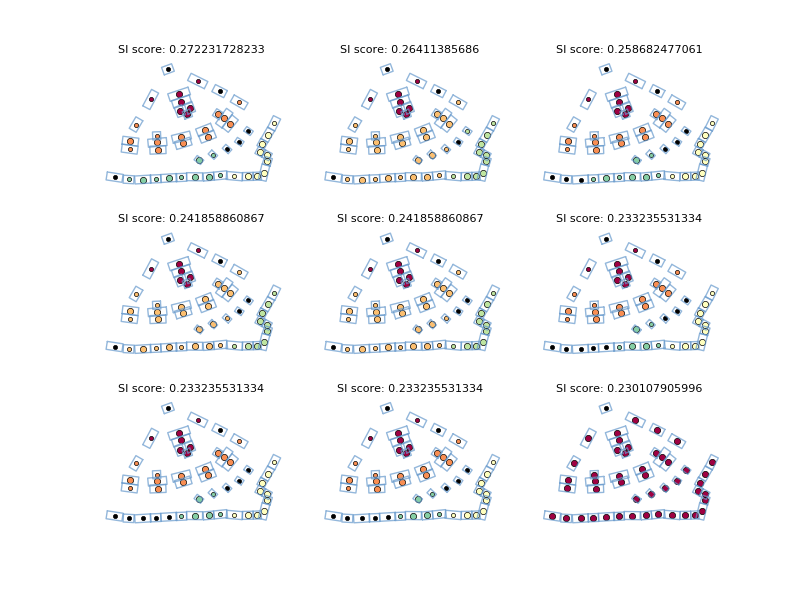 SI score: 0.272231728233
SI score: 0.26411385686
SI score: 0.258682477061
SI score: 0.241858860867
SI score: 0.241858860867
SI score: 0.233235531334
SI score: 0.233235531334
SI score: 0.233235531334
SI score: 0.230107905996